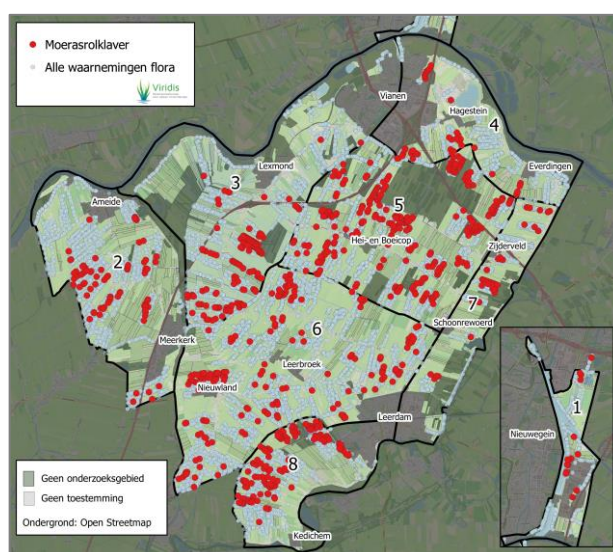 Moerasrolklaver
Alle waarnemingen flora
Viridis
Vianen
Hagestein
4
Lexmond
3
Everdingen
Ameide
5
Hei- en Boeicop
Zijderveld
2
7
Schoonrewoerd
6
Meerkerk
Leerbroek
Nieuwland
1
Leerdam
Nieuwegein
8
Geen onderzoeksgebied
Geen toestemming
Ondergrond: Open Streetmap
Kedichem